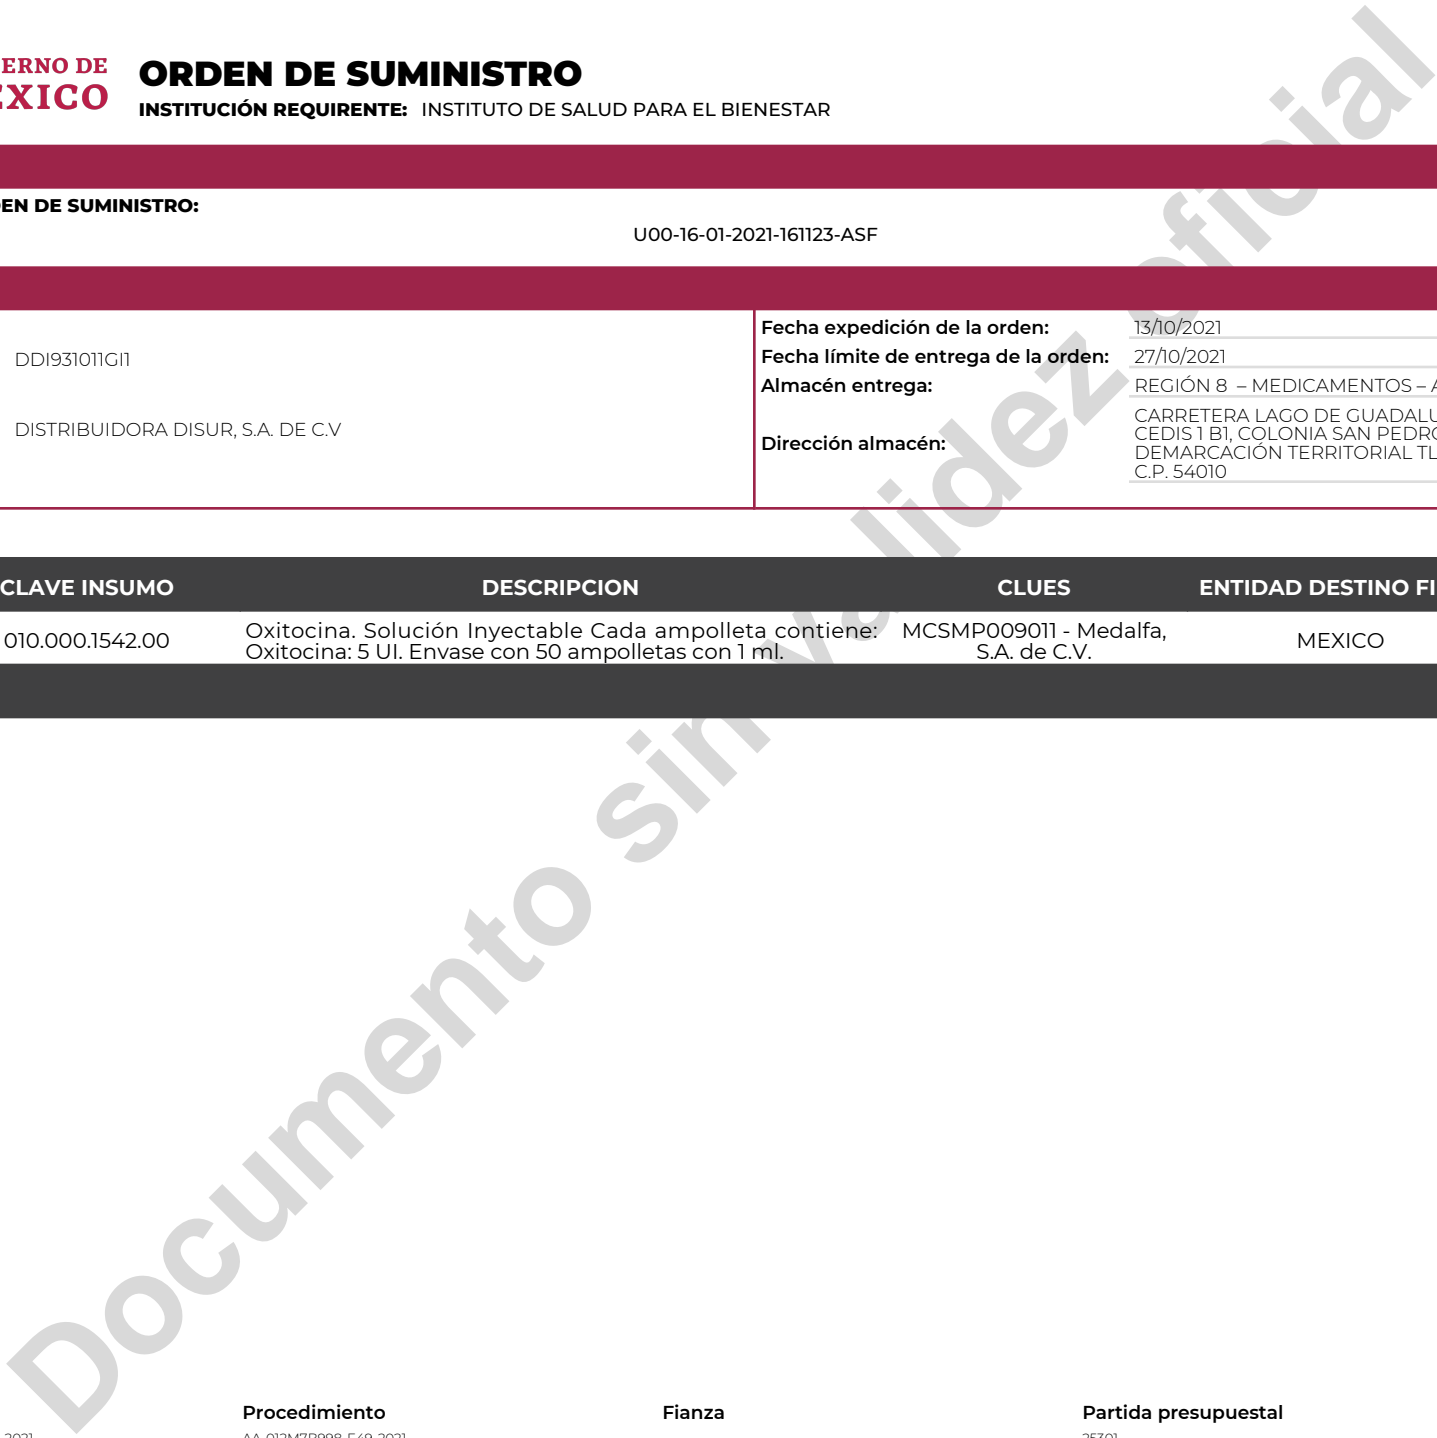 ERNO DE
EXICO
ORDEN DE SUMINISTRO
INSTITUCIÓN REQUIRENTE: INSTITUTO DE SALUD PARA EL BIENESTAR
EN DE SUMINISTRO:
U00-16-01-2021-161123-ASF
DDI931011GI1
DISTRIBUIDORA DISUR, S.A. DE C.V
Fecha expedición de la orden: 13/10/2021
Fecha límite de entrega de la orden: 27/10/2021
Almacén entrega: REGIÓN 8 – MEDICAMENTOS – A
Dirección almacén:
CARRETERA LAGO DE GUADALU
CEDIS 1 B1, COLONIA SAN PEDRO
DEMARCACIÓN TERRITORIAL TL
C.P. 54010
CLAVE INSUMO DESCRIPCION CLUES ENTIDAD DESTINO FI
010.000.1542.00
Oxitocina. Solución Inyectable Cada ampolleta contiene:
Oxitocina: 5 UI. Envase con 50 ampolletas con 1 ml.
MCSMP009011 - Medalfa,
S.A. de C.V.
MEXICO
Documento sin validez oficial
Procedimiento Fianza Partida presupuestal